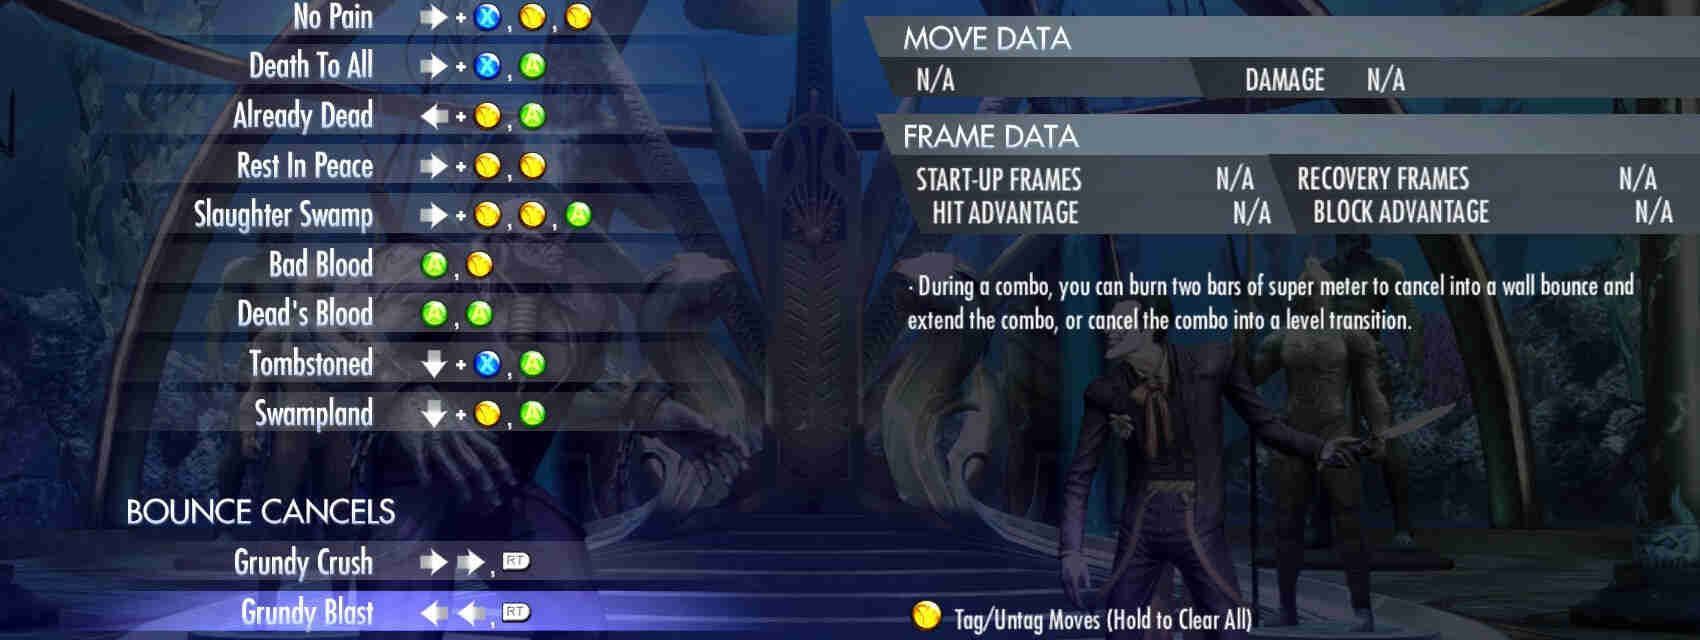 No Pain → + X , Y , Y
Death To All → + X , A
Already Dead ← + Y , A
Rest In Peace → + Y , Y
Slaughter Swamp → + Y , Y , A
Bad Blood A , Y
Dead's Blood A , A
Tombstoned ↓ + X , A
Swampland ↓ + Y , A
BOUNCE CANCELS
Grundy Crush → → , RT
Grundy Blast ← ← , RT
MOVE DATA
N/A DAMAGE N/A
FRAME DATA
START-UP FRAMES N/A RECOVERY FRAMES N/A
HIT ADVANTAGE N/A BLOCK ADVANTAGE N/A
· During a combo, you can burn two bars of super meter to cancel into a wall bounce and
extend the combo, or cancel the combo into a level transition.
Y Tag/Untag Moves (Hold to Clear All)